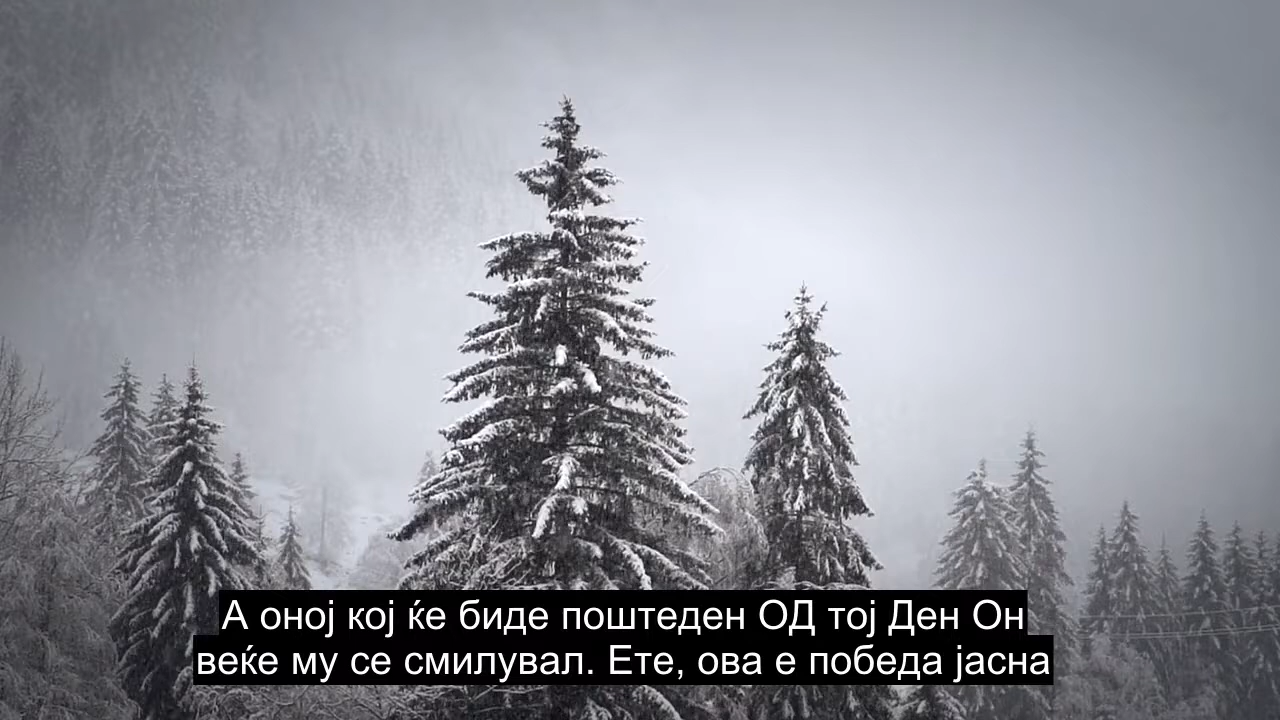 А оној кој ќе биде поштеден ОД тој Ден Он
веќе му се смилувал. Ете, ова е победа јасна